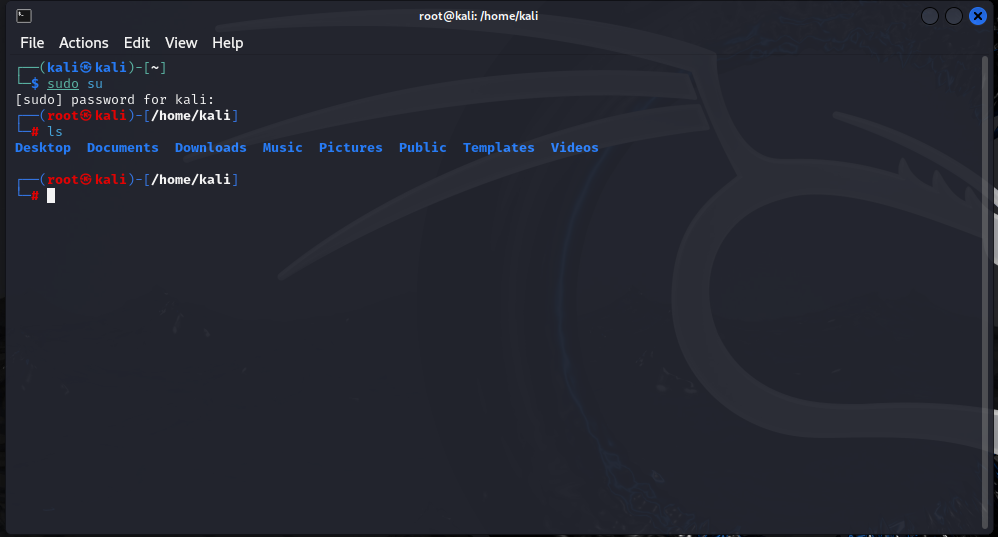 root@kali: /home/kali
File Actions Edit View Help
┌──(kali㉿kali)-[~]
└─$ sudo su
[sudo] password for kali:
┌──(root㉿kali)-[/home/kali]
└─# ls
Desktop Documents Downloads Music Pictures Public Templates Videos
┌──(root㉿kali)-[/home/kali]
└─#